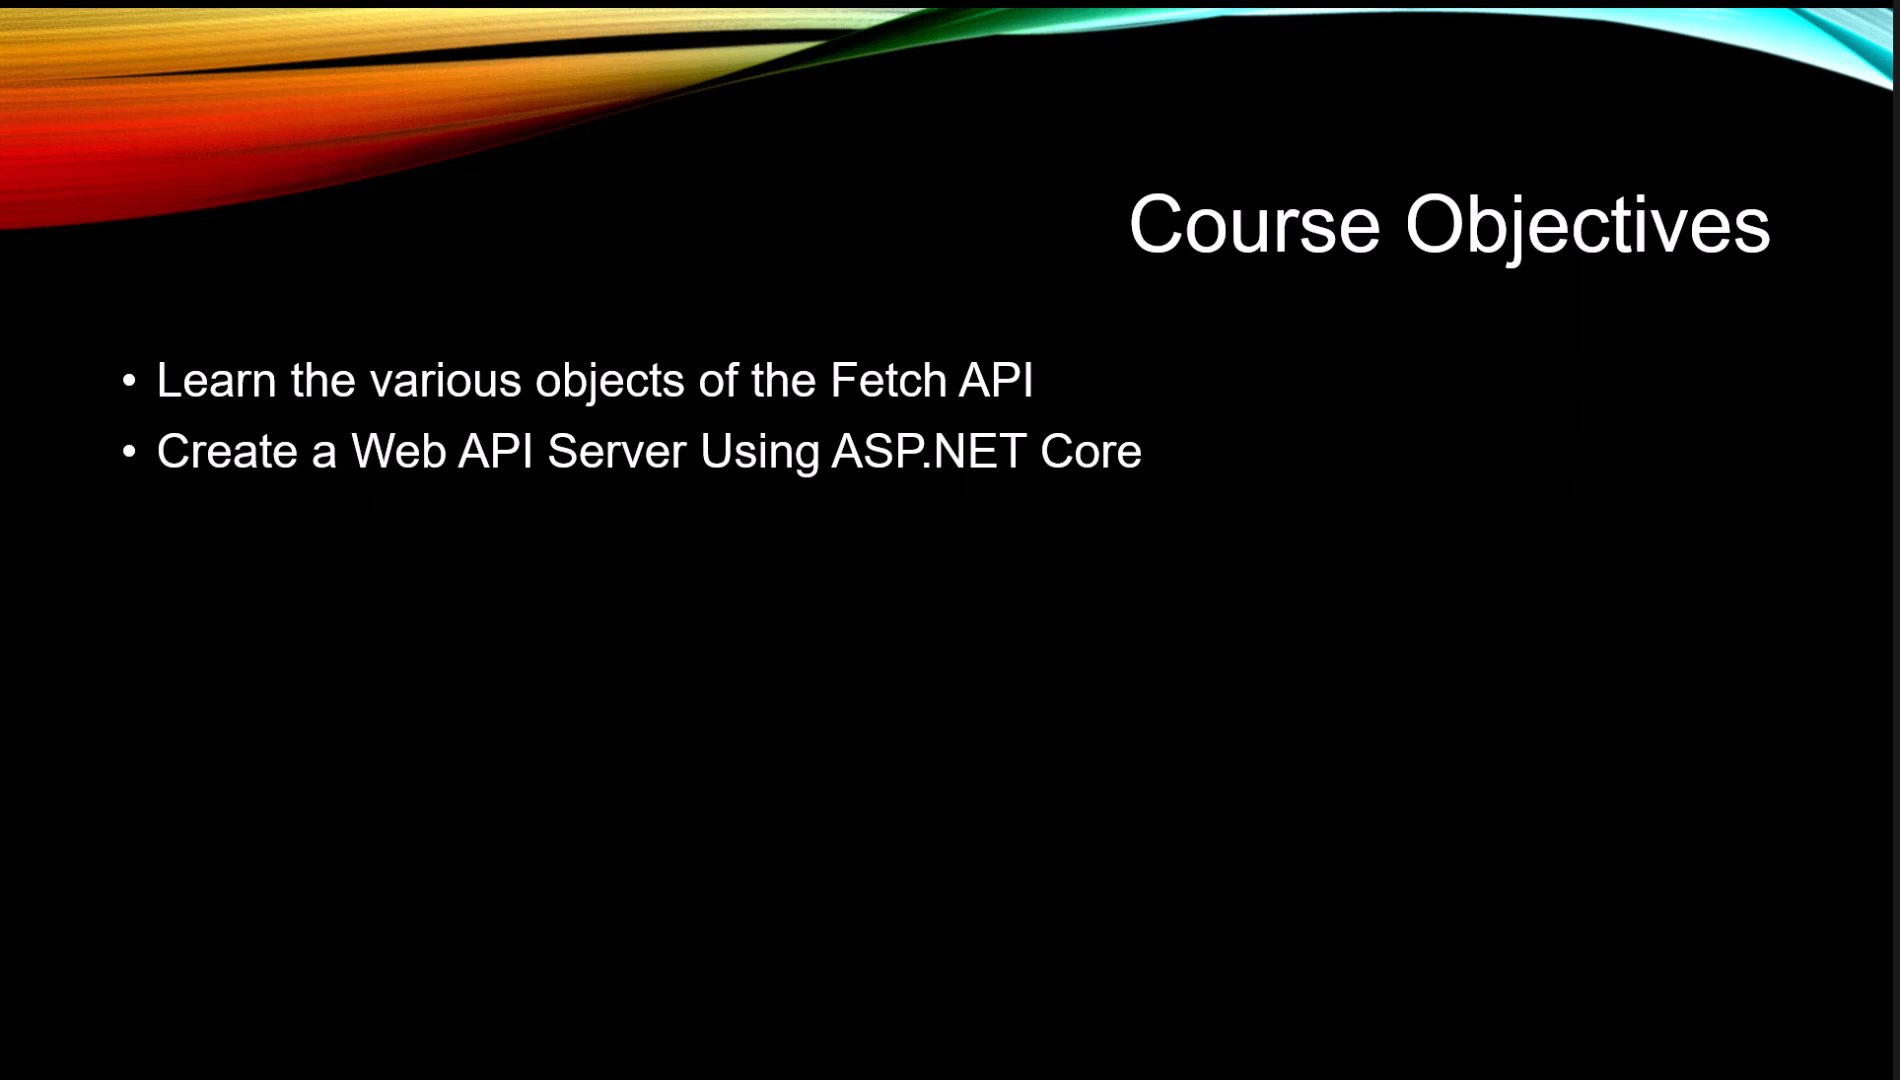 Course Objectives
• Learn the various objects of the Fetch API
• Create a Web API Server Using ASP.NET Core